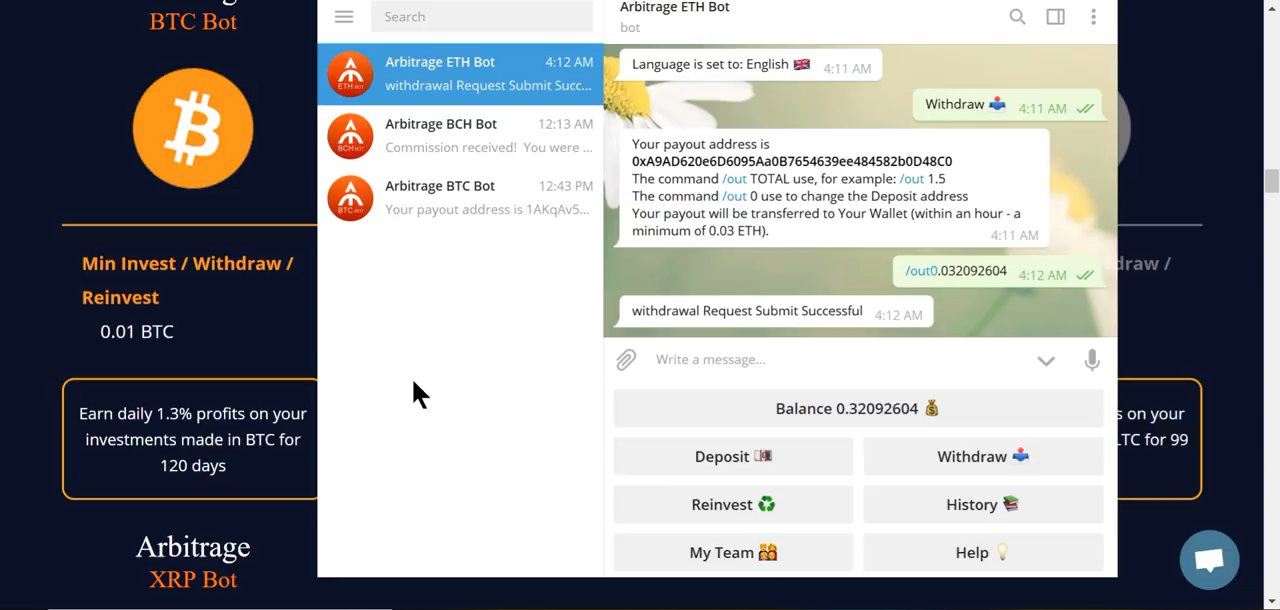 BTC Bot
Min Invest / Withdraw /
Reinvest
0.01 BTC
Earn daily 1.3% profits on your
investments made in BTC for
120 days
Arbitrage
XRP Bot
Search
Arbitrage ETH Bot 4:12 AM
withdrawal Request Submit Succ...
ETH BOT
Arbitrage BCH Bot 12:13 AM
Commission received! You were ...
BCH BOT
Arbitrage BTC Bot 12:43 PM
Your payout address is 1AKqAv5...
BTC BOT
Arbitrage ETH Bot
bot
Language is set to: English 4:11 AM
Withdraw 4:11 AM
Your payout address is
0xA9AD620e6D6095Aa0B7654639ee484582b0D48C0
The command /out TOTAL use, for example: /out 1.5
The command /out 0 use to change the Deposit address
Your payout will be transferred to Your Wallet (within an hour - a
minimum of 0.03 ETH).
4:11 AM
/out0.032092604 4:12 AM
withdrawal Request Submit Successful 4:12 AM
Write a message...
Balance 0.32092604
Deposit Withdraw
Reinvest History
My Team Help
draw /
s on your
LTC for 99